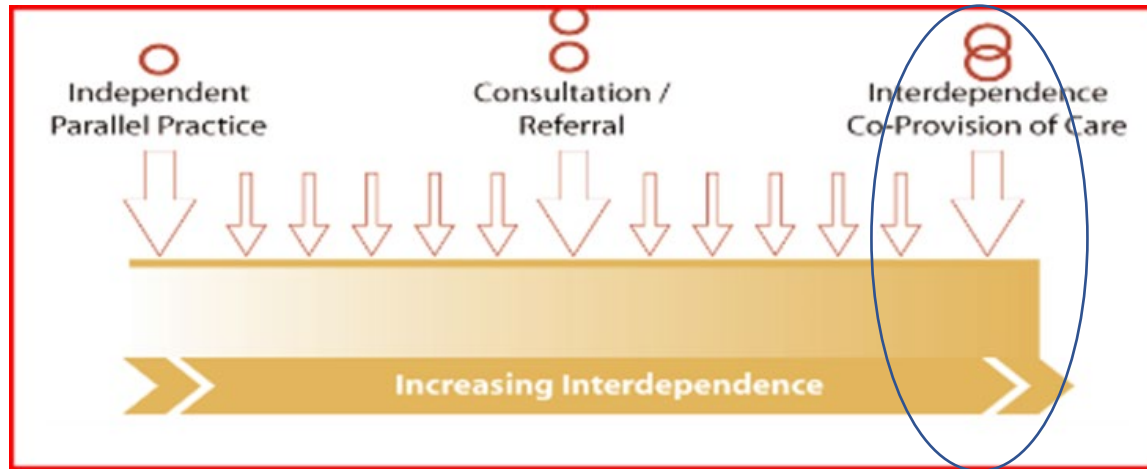 Independent
Parallel Practice
Consultation /
Referral
Interdependence
Co-Provision of Care
Increasing Interdependence